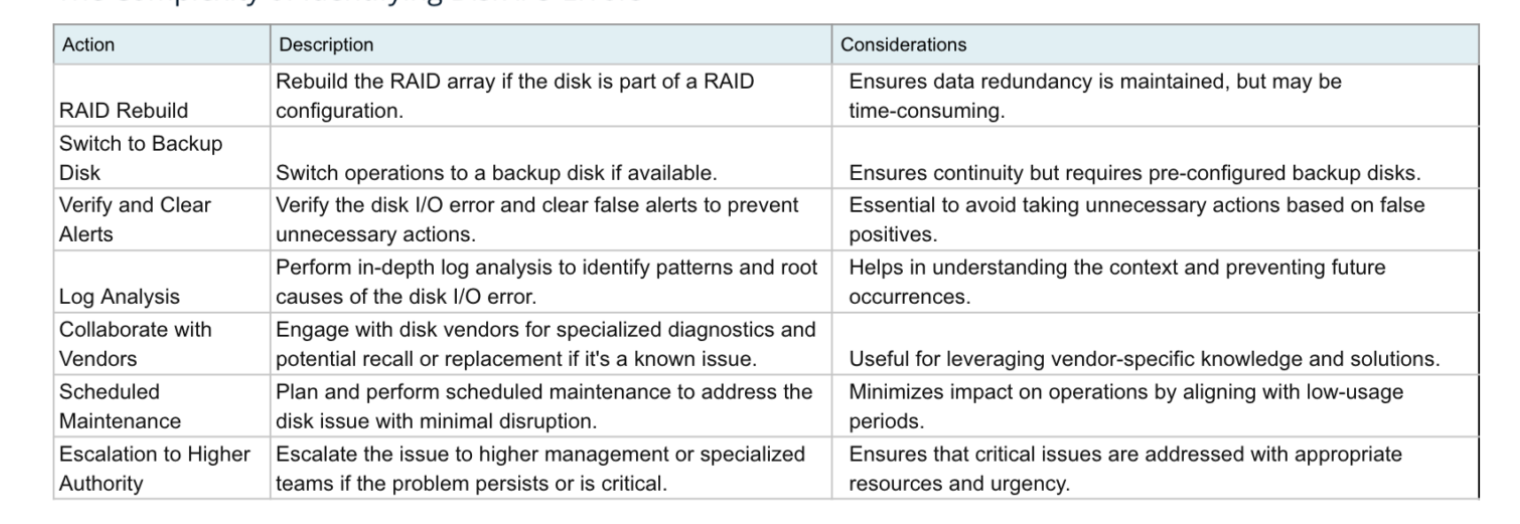 Action Description Considerations
Rebuild the RAID array if the disk is part of a RAID Ensures data redundancy is maintained, but may be
RAID Rebuild configuration. time-consuming.
Switch to Backup
Disk Switch operations to a backup disk if available. Ensures continuity but requires pre-configured backup disks.
Verify and Clear Verify the disk I/O error and clear false alerts to prevent Essential to avoid taking unnecessary actions based on false
Alerts unnecessary actions. positives.
Perform in-depth log analysis to identify patterns and root Helps in understanding the context and preventing future
Log Analysis causes of the disk I/O error. occurrences.
Collaborate with Engage with disk vendors for specialized diagnostics and
Vendors potential recall or replacement if it's a known issue. Useful for leveraging vendor-specific knowledge and solutions.
Scheduled Plan and perform scheduled maintenance to address the Minimizes impact on operations by aligning with low-usage
Maintenance disk issue with minimal disruption. periods.
Escalation to Higher Escalate the issue to higher management or specialized Ensures that critical issues are addressed with appropriate
Authority teams if the problem persists or is critical. resources and urgency.